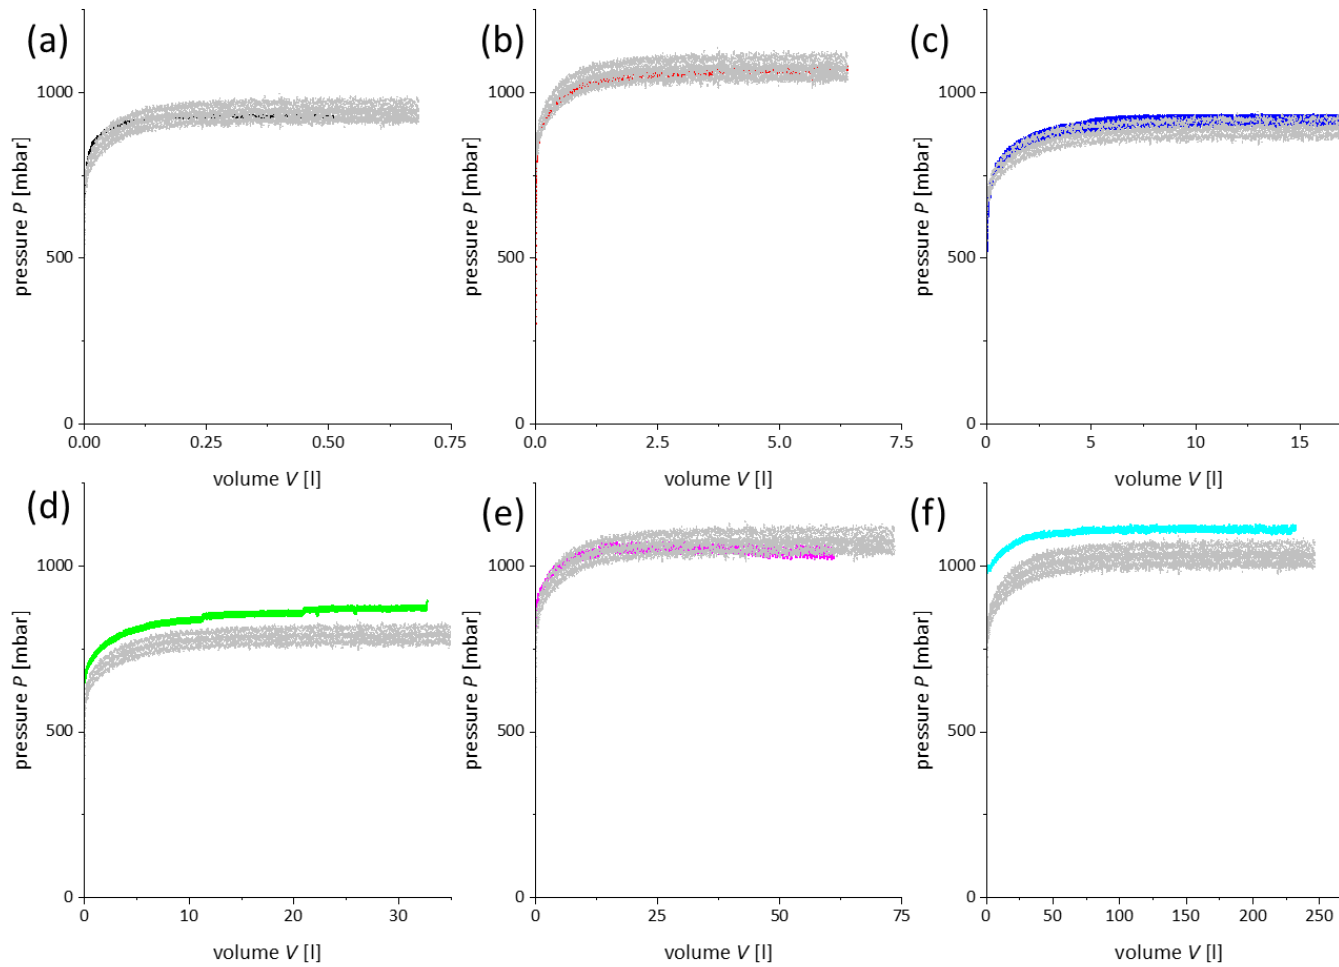 (a)
1000
500
0
pressure P [mbar]
0.00 0.25 0.50 0.75
volume V [l]
(b)
1000
500
0
pressure P [mbar]
0.0 2.5 5.0 7.5
volume V [l]
(c)
1000
500
0
pressure P [mbar]
0 5 10 15
volume V [l]
(d)
1000
500
0
pressure P [mbar]
0 10 20 30
volume V [l]
(e)
1000
500
0
pressure P [mbar]
0 25 50 75
volume V [l]
(f)
1000
500
0
pressure P [mbar]
0 50 100 150 200 250
volume V [l]